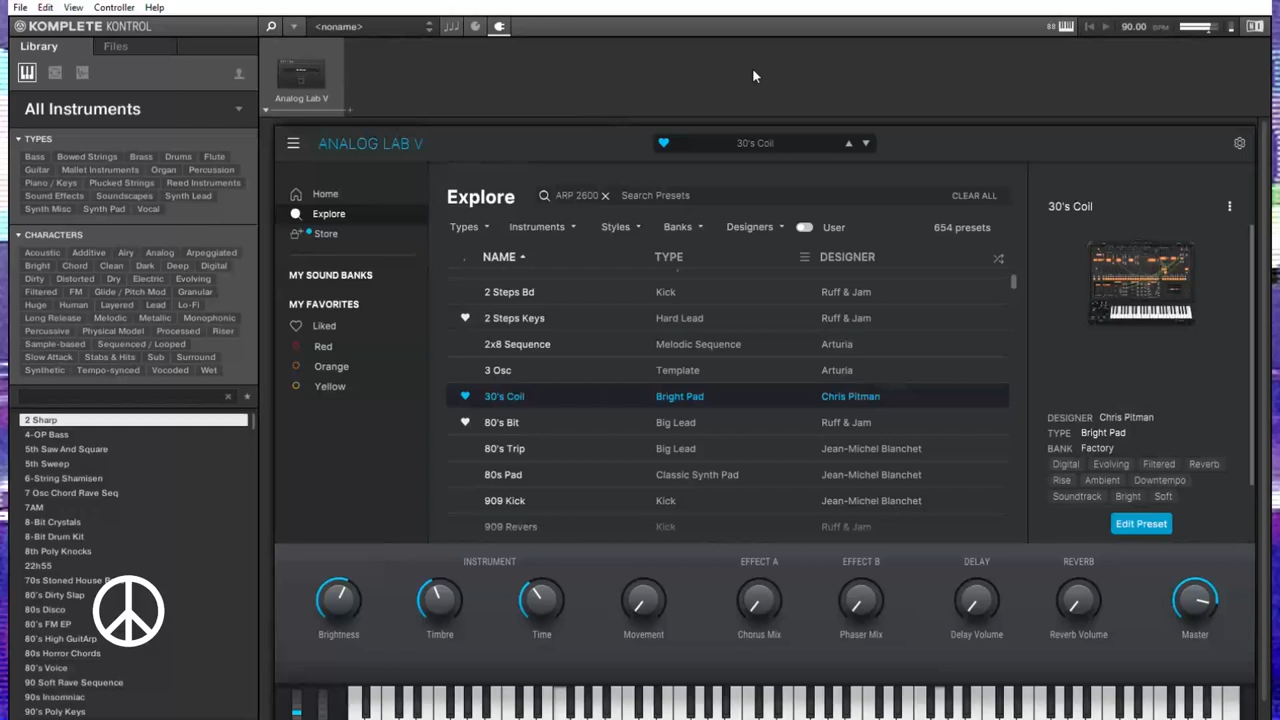 File Edit View Controller Help
KOMPLETE KONTROL <noname> 88 90.00 BPM
Library Files
All Instruments
Analog Lab V
TYPES
Bass Bowed Strings Brass Drums Flute
Guitar Mallet Instruments Organ Percussion
Piano / Keys Plucked Strings Reed Instruments
Sound Effects Soundscapes Synth Lead
Synth Misc Synth Pad Vocal
CHARACTERS
Acoustic Additive Airy Analog Arpeggiated
Bright Chord Clean Dark Deep Digital
Dirty Distorted Dry Electric Evolving
Filtered FM Glide / Pitch Mod Granular
Huge Human Layered Lead Lo-Fi
Long Release Melodic Metallic Monophonic
Percussive Physical Model Processed Riser
Sample-based Sequenced / Looped
Slow Attack Stabs & Hits Sub Surround
Synthetic Tempo-synced Vocoded Wet
2 Sharp
4-OP Bass
5th Saw And Square
5th Sweep
6-String Shamisen
7 Osc Chord Rave Seq
7AM
8-Bit Crystals
8-Bit Drum Kit
8th Poly Knocks
22h55
70s Stoned House
80's Dirty Slap
80s Disco
80's FM EP
80's High GuitArp
80s Horror Chords
80's Voice
90 Soft Rave Sequence
90s Insomniac
90's Poly Keys
ANALOG LAB V
30's Coil
Home
Explore
Store
MY SOUND BANKS
MY FAVORITES
Liked
Red
Orange
Yellow
Explore ARP 2600 Search Presets CLEAR ALL
Types Instruments Styles Banks Designers User 654 presets
NAME TYPE DESIGNER
2 Steps Bd Kick Ruff & Jam
2 Steps Keys Hard Lead Ruff & Jam
2x8 Sequence Melodic Sequence Arturia
3 Osc Template Arturia
30's Coil Bright Pad Chris Pitman
80's Bit Big Lead Ruff & Jam
80's Trip Big Lead Jean-Michel Blanchet
80s Pad Classic Synth Pad Jean-Michel Blanchet
909 Kick Kick Jean-Michel Blanchet
909 Revers Kick Ruff & Jam
30's Coil
DESIGNER Chris Pitman
TYPE Bright Pad
BANK Factory
Digital Evolving Filtered Reverb
Rise Ambient Downtempo
Soundtrack Bright Soft
Edit Preset
INSTRUMENT EFFECT A EFFECT B DELAY REVERB
Brightness Timbre Time Movement Chorus Mix Phaser Mix Delay Volume Reverb Volume Master